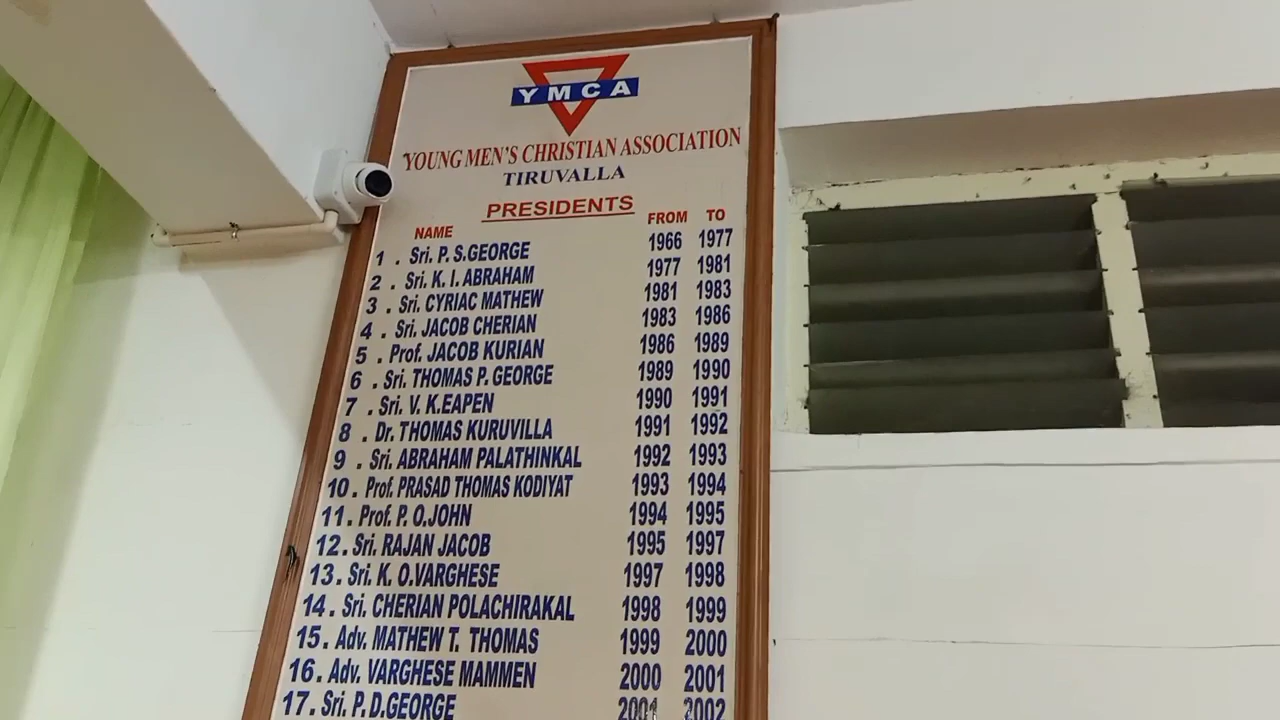 YMCA
YOUNG MEN'S CHRISTIAN ASSOCIATION
TIRUVALLA
PRESIDENTS
NAME FROM TO
1 . Sri. P. S.GEORGE 1966 1977
2 . Sri. K. I. ABRAHAM 1977 1981
3 . Sri. CYRIAC MATHEW 1981 1983
4 . Sri. JACOB CHERIAN 1983 1986
5 . Prof. JACOB KURIAN 1986 1989
6 . Sri. THOMAS P. GEORGE 1989 1990
7 . Sri. V. K.EAPEN 1990 1991
8 . Dr. THOMAS KURUVILLA 1991 1992
9 . Sri. ABRAHAM PALATHINKAL 1992 1993
10 . Prof. PRASAD THOMAS KODIYAT 1993 1994
11 . Prof. P. O.JOHN 1994 1995
12 . Sri. RAJAN JACOB 1995 1997
13 . Sri. K. O.VARGHESE 1997 1998
14 . Sri. CHERIAN POLACHIRAKAL 1998 1999
15 . Adv. MATHEW T. THOMAS 1999 2000
16 . Adv. VARGHESE MAMMEN 2000 2001
17 . Sri. P. D.GEORGE 2001 2002